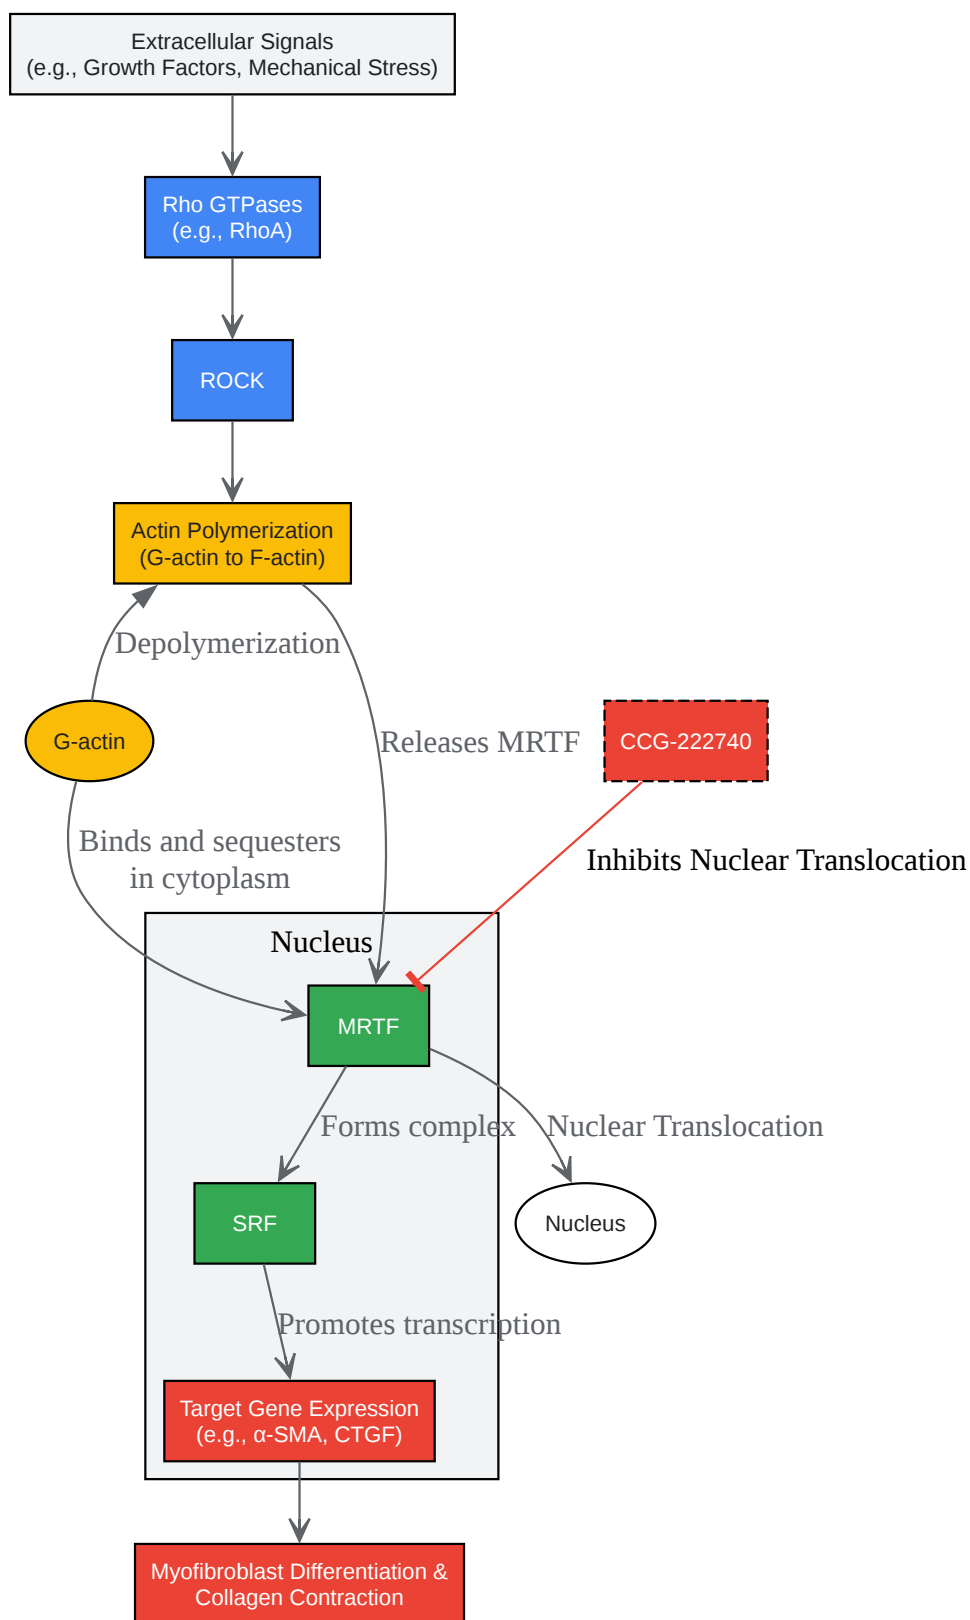 Extracellular Signals
(e.g., Growth Factors, Mechanical Stress)
Rho GTPases
(e.g., RhoA)
ROCK
Actin Polymerization
(G-actin to F-actin)
Depolymerization
G-actin
Releases MRTF
CCG-222740
Binds and sequesters
in cytoplasm
Inhibits Nuclear Translocation
Nucleus
MRTF
Forms complex
Nuclear Translocation
SRF
Nucleus
Promotes transcription
Target Gene Expression
(e.g., α-SMA, CTGF)
Myofibroblast Differentiation &
Collagen Contraction